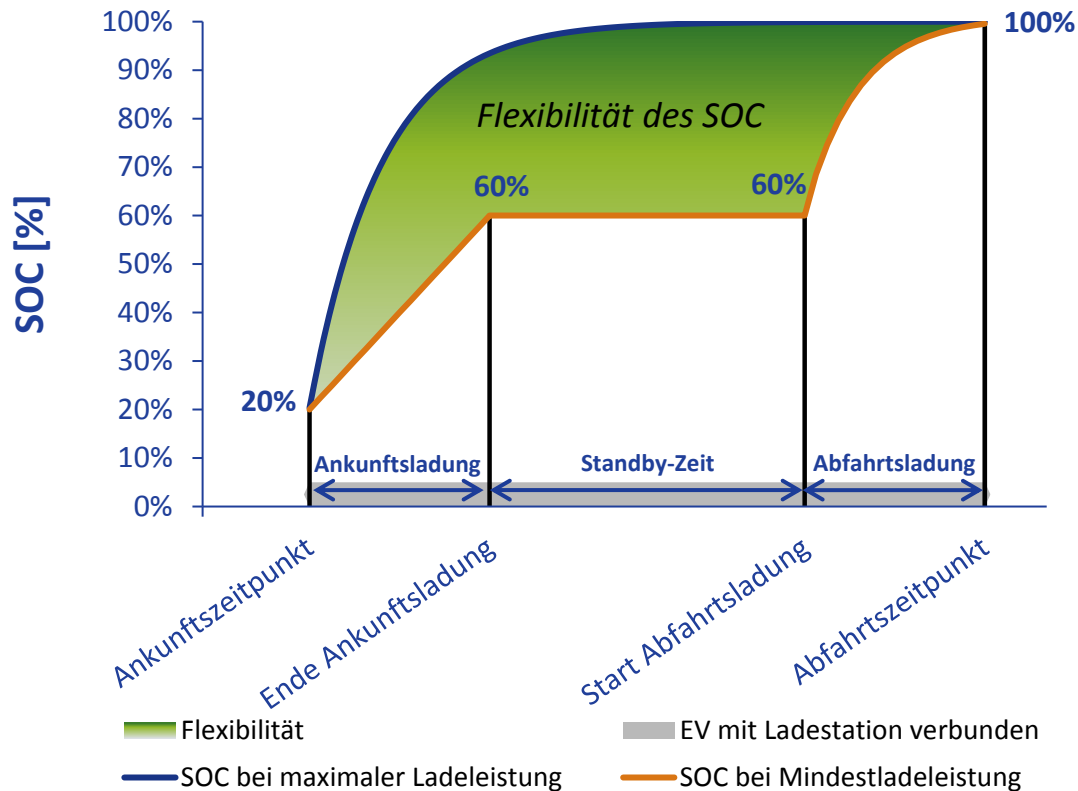 100%
90%
80%
70%
60%
50%
40%
30%
20%
10%
0%
SOC [%]
100%
Flexibilität des SOC
60%
60%
20%
Ankunftsladung
Standby-Zeit
Abfahrtsladung
Ankunftszeitpunkt
Ende Ankunftsladung
Start Abfahrtsladung
Abfahrtszeitpunkt
Flexibilität
EV mit Ladestation verbunden
SOC bei maximaler Ladeleistung
SOC bei Mindestladeleistung